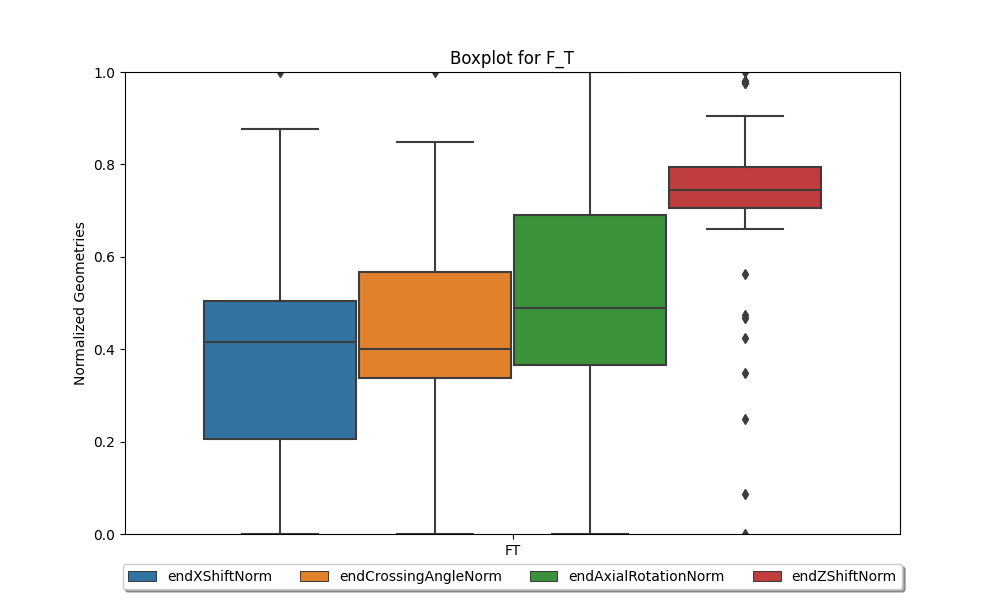 Boxplot for F_T
1.0
0.8
0.6
0.4
0.2
0.0
Normalized Geometries
FT
endXShiftNorm endCrossingAngleNorm endAxialRotationNorm endZShiftNorm